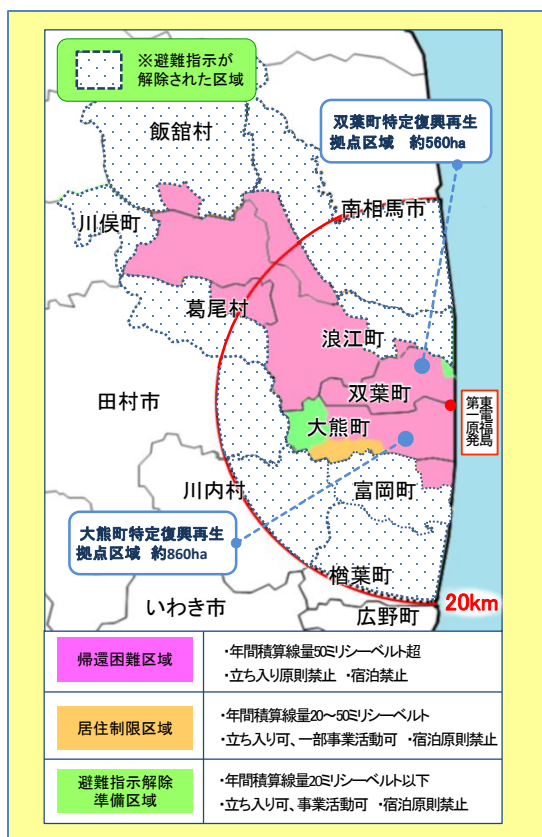 ※避難指示が
解除された区域
双葉町特定復興再生
拠点区域 約560ha
飯舘村
南相馬市
川俣町
葛尾村
浪江町
双葉町
田村市
大熊町
東電福島
第一原発
川内村
富岡町
大熊町特定復興再生
拠点区域 約860ha
楢葉町
20km
いわき市
広野町
帰還困難区域
・年間積算線量50ミリシーベルト超
・立ち入り原則禁止 ・宿泊禁止
居住制限区域
・年間積算線量20～50ミリシーベルト
・立ち入り可、一部事業活動可 ・宿泊原則禁止
避難指示解除
準備区域
・年間積算線量20ミリシーベルト以下
・立ち入り可、事業活動可 ・宿泊原則禁止